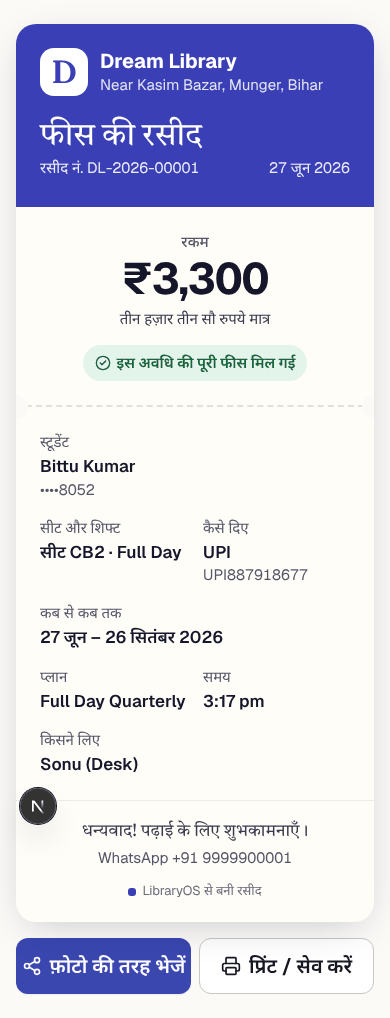 D
Dream Library
Near Kasim Bazar, Munger, Bihar
फीस की रसीद
रसीद नं. DL-2026-00001 27 जून 2026
रकम
₹3,300
तीन हज़ार तीन सौ रुपये मात्र
इस अवधि की पूरी फीस मिल गई
स्टूडेंट
Bittu Kumar
••••8052
सीट और शिफ्ट कैसे दिए
सीट CB2 · Full Day UPI
UPI887918677
कब से कब तक
27 जून – 26 सितंबर 2026
प्लान समय
Full Day Quarterly 3:17 pm
किसने लिए
Sonu (Desk)
N
धन्यवाद! पढ़ाई के लिए शुभकामनाएँ।
WhatsApp +91 9999900001
LibraryOS से बनी रसीद
फ़ोटो की तरह भेजें प्रिंट / सेव करें